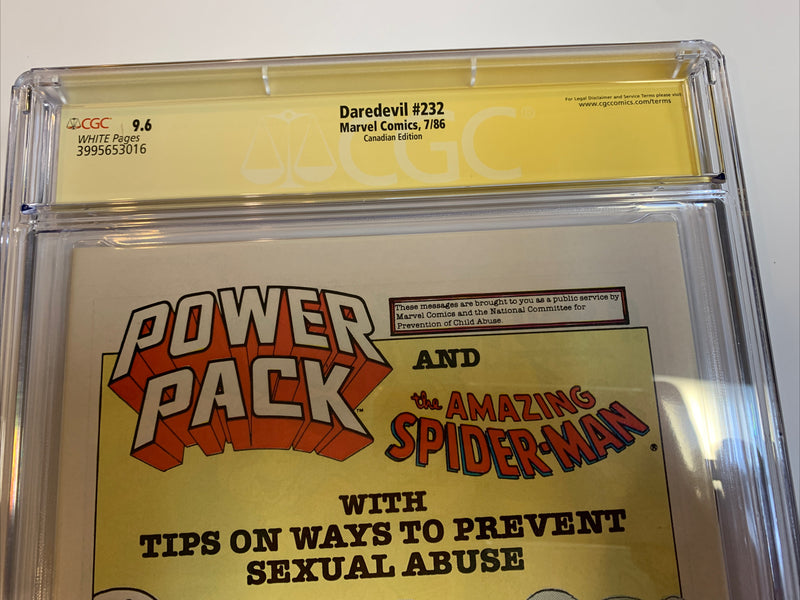 CGC 9.6
WHITE Pages
3995653016
Daredevil #232
Marvel Comics, 7/86
Canadian Edition
For Legal Disclaimer and Service Terms please visit
www.cgccomics.com/terms
CGC®
POWER
PACK™
These messages are brought to you as a public service by
Marvel Comics and the National Committee for
Prevention of Child Abuse.
AND
the AMAZING
SPIDER-MAN®
WITH
TIPS ON WAYS TO PREVENT
SEXUAL ABUSE